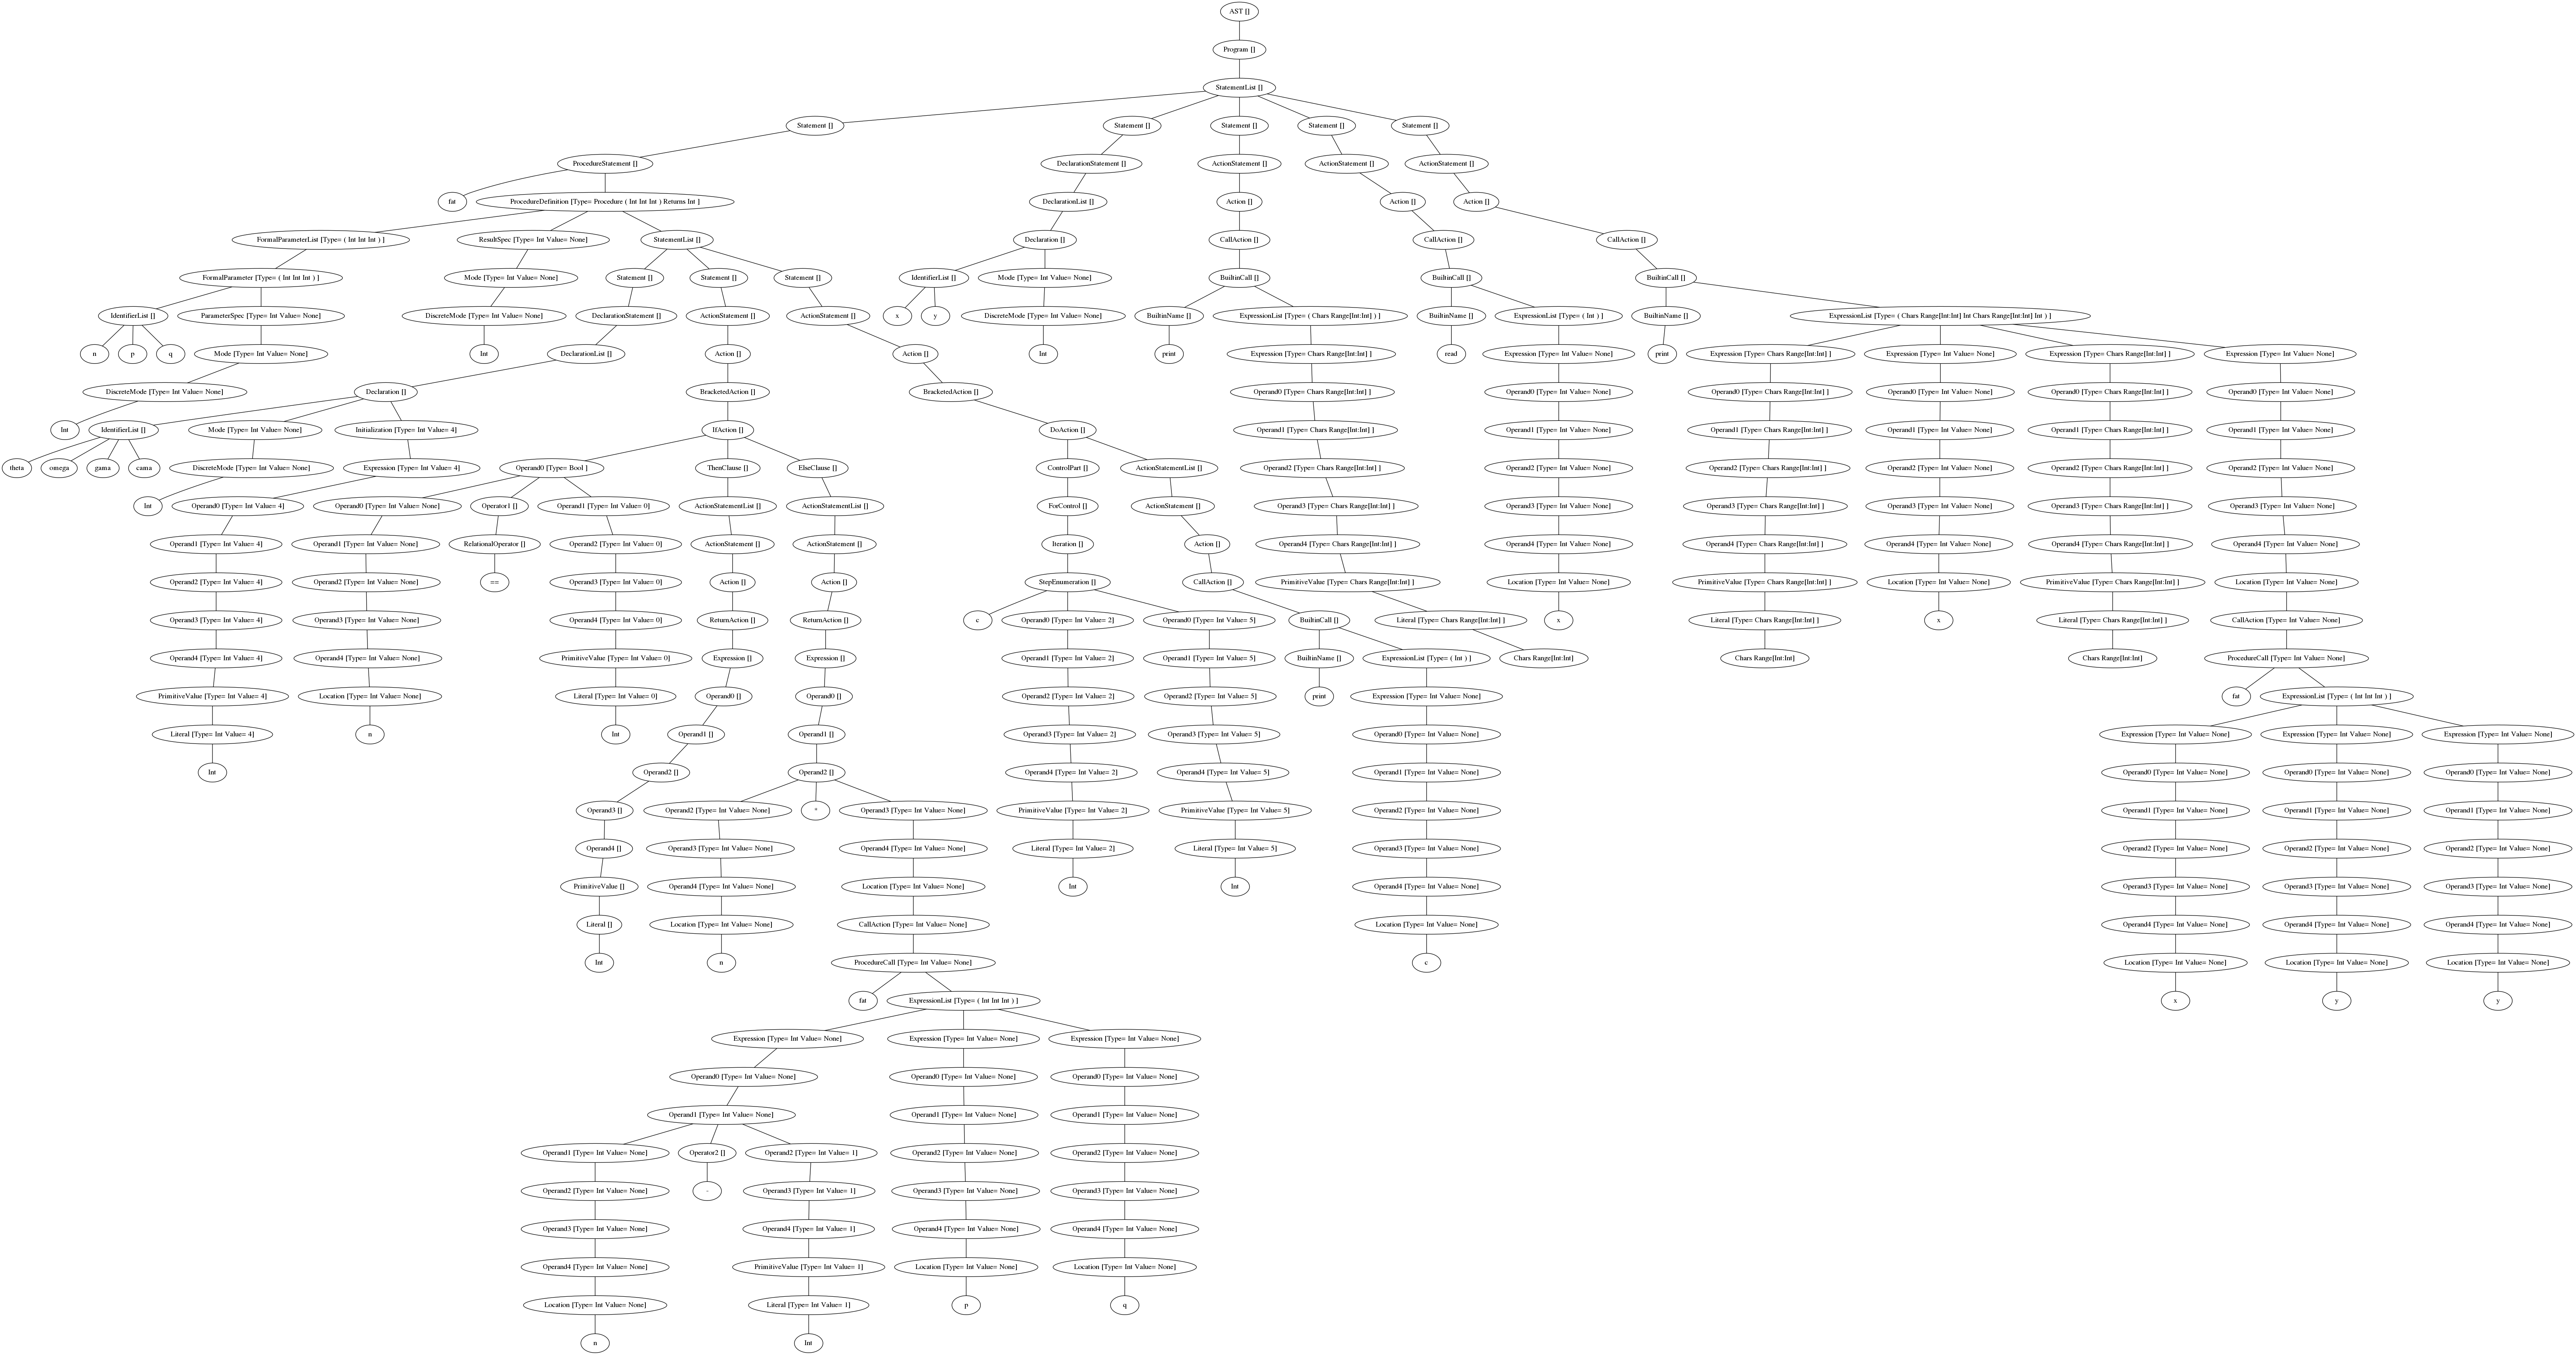 AST []
Program []
StatementList []
Statement [] Statement [] Statement [] Statement [] Statement []
ProcedureStatement [] DeclarationStatement [] ActionStatement [] ActionStatement [] ActionStatement []
fat ProcedureDefinition [Type= Procedure ( Int Int Int ) Returns Int ] DeclarationList [] Action [] Action [] Action []
FormalParameterList [Type= ( Int Int Int ) ] ResultSpec [Type= Int Value= None] StatementList [] Declaration [] CallAction [] CallAction [] CallAction []
FormalParameter [Type= ( Int Int Int ) ] Mode [Type= Int Value= None] Statement [] Statement [] Statement [] IdentifierList [] Mode [Type= Int Value= None] BuiltinCall [] BuiltinCall [] BuiltinCall []
IdentifierList [] ParameterSpec [Type= Int Value= None] DiscreteMode [Type= Int Value= None] DeclarationStatement [] ActionStatement [] ActionStatement [] x y DiscreteMode [Type= Int Value= None] BuiltinName [] ExpressionList [Type= ( Chars Range[Int:Int] ) ] BuiltinName [] ExpressionList [Type= ( Int ) ] BuiltinName [] ExpressionList [Type= ( Chars Range[Int:Int] Int Chars Range[Int:Int] Int ) ]
n p q Mode [Type= Int Value= None] Int DeclarationList [] Action [] Action [] Int print Expression [Type= Chars Range[Int:Int] ] read Expression [Type= Int Value= None] print Expression [Type= Chars Range[Int:Int] ] Expression [Type= Int Value= None] Expression [Type= Chars Range[Int:Int] ] Expression [Type= Int Value= None]
DiscreteMode [Type= Int Value= None] Declaration [] BracketedAction [] BracketedAction [] Operand0 [Type= Chars Range[Int:Int] ] Operand0 [Type= Int Value= None] Operand0 [Type= Chars Range[Int:Int] ] Operand0 [Type= Int Value= None] Operand0 [Type= Chars Range[Int:Int] ] Operand0 [Type= Int Value= None]
Int IdentifierList [] Mode [Type= Int Value= None] Initialization [Type= Int Value= 4] IfAction [] DoAction [] Operand1 [Type= Chars Range[Int:Int] ] Operand1 [Type= Int Value= None] Operand1 [Type= Chars Range[Int:Int] ] Operand1 [Type= Int Value= None] Operand1 [Type= Chars Range[Int:Int] ] Operand1 [Type= Int Value= None]
theta omega gama cama DiscreteMode [Type= Int Value= None] Expression [Type= Int Value= 4] Operand0 [Type= Bool ] ThenClause [] ElseClause [] ControlPart [] ActionStatementList [] Operand2 [Type= Chars Range[Int:Int] ] Operand2 [Type= Int Value= None] Operand2 [Type= Chars Range[Int:Int] ] Operand2 [Type= Int Value= None] Operand2 [Type= Chars Range[Int:Int] ] Operand2 [Type= Int Value= None]
Int Operand0 [Type= Int Value= 4] Operand0 [Type= Int Value= None] Operator1 [] Operand1 [Type= Int Value= 0] ActionStatementList [] ActionStatementList [] ForControl [] ActionStatement [] Operand3 [Type= Chars Range[Int:Int] ] Operand3 [Type= Int Value= None] Operand3 [Type= Chars Range[Int:Int] ] Operand3 [Type= Int Value= None] Operand3 [Type= Chars Range[Int:Int] ] Operand3 [Type= Int Value= None]
Operand1 [Type= Int Value= 4] Operand1 [Type= Int Value= None] RelationalOperator [] Operand2 [Type= Int Value= 0] ActionStatement [] ActionStatement [] Iteration [] Action [] Operand4 [Type= Chars Range[Int:Int] ] Operand4 [Type= Int Value= None] Operand4 [Type= Chars Range[Int:Int] ] Operand4 [Type= Int Value= None] Operand4 [Type= Chars Range[Int:Int] ] Operand4 [Type= Int Value= None]
Operand2 [Type= Int Value= 4] Operand2 [Type= Int Value= None] == Operand3 [Type= Int Value= 0] Action [] Action [] StepEnumeration [] CallAction [] PrimitiveValue [Type= Chars Range[Int:Int] ] Location [Type= Int Value= None] PrimitiveValue [Type= Chars Range[Int:Int] ] Location [Type= Int Value= None] PrimitiveValue [Type= Chars Range[Int:Int] ] Location [Type= Int Value= None]
Operand3 [Type= Int Value= 4] Operand3 [Type= Int Value= None] Operand4 [Type= Int Value= 0] ReturnAction [] ReturnAction [] c Operand0 [Type= Int Value= 2] Operand0 [Type= Int Value= 5] BuiltinCall [] Literal [Type= Chars Range[Int:Int] ] x Literal [Type= Chars Range[Int:Int] ] x Literal [Type= Chars Range[Int:Int] ] CallAction [Type= Int Value= None]
Operand4 [Type= Int Value= 4] Operand4 [Type= Int Value= None] PrimitiveValue [Type= Int Value= 0] Expression [] Expression [] Operand1 [Type= Int Value= 2] Operand1 [Type= Int Value= 5] BuiltinName [] ExpressionList [Type= ( Int ) ] Chars Range[Int:Int] Chars Range[Int:Int] Chars Range[Int:Int] ProcedureCall [Type= Int Value= None]
PrimitiveValue [Type= Int Value= 4] Location [Type= Int Value= None] Literal [Type= Int Value= 0] Operand0 [] Operand0 [] Operand2 [Type= Int Value= 2] Operand2 [Type= Int Value= 5] print Expression [Type= Int Value= None] fat ExpressionList [Type= ( Int Int Int ) ]
Literal [Type= Int Value= 4] n Int Operand1 [] Operand1 [] Operand3 [Type= Int Value= 2] Operand3 [Type= Int Value= 5] Operand0 [Type= Int Value= None] Expression [Type= Int Value= None] Expression [Type= Int Value= None] Expression [Type= Int Value= None]
Int Operand2 [] Operand2 [] Operand4 [Type= Int Value= 2] Operand4 [Type= Int Value= 5] Operand1 [Type= Int Value= None] Operand0 [Type= Int Value= None] Operand0 [Type= Int Value= None] Operand0 [Type= Int Value= None]
Operand3 [] Operand2 [Type= Int Value= None] * Operand3 [Type= Int Value= None] PrimitiveValue [Type= Int Value= 2] PrimitiveValue [Type= Int Value= 5] Operand2 [Type= Int Value= None] Operand1 [Type= Int Value= None] Operand1 [Type= Int Value= None] Operand1 [Type= Int Value= None]
Operand4 [] Operand3 [Type= Int Value= None] Operand4 [Type= Int Value= None] Literal [Type= Int Value= 2] Literal [Type= Int Value= 5] Operand3 [Type= Int Value= None] Operand2 [Type= Int Value= None] Operand2 [Type= Int Value= None] Operand2 [Type= Int Value= None]
PrimitiveValue [] Operand4 [Type= Int Value= None] Location [Type= Int Value= None] Int Int Operand4 [Type= Int Value= None] Operand3 [Type= Int Value= None] Operand3 [Type= Int Value= None] Operand3 [Type= Int Value= None]
Literal [] Location [Type= Int Value= None] CallAction [Type= Int Value= None] Location [Type= Int Value= None] Operand4 [Type= Int Value= None] Operand4 [Type= Int Value= None] Operand4 [Type= Int Value= None]
Int n ProcedureCall [Type= Int Value= None] c Location [Type= Int Value= None] Location [Type= Int Value= None] Location [Type= Int Value= None]
fat ExpressionList [Type= ( Int Int Int ) ] x y y
Expression [Type= Int Value= None] Expression [Type= Int Value= None] Expression [Type= Int Value= None]
Operand0 [Type= Int Value= None] Operand0 [Type= Int Value= None] Operand0 [Type= Int Value= None]
Operand1 [Type= Int Value= None] Operand1 [Type= Int Value= None] Operand1 [Type= Int Value= None]
Operand1 [Type= Int Value= None] Operator2 [] Operand2 [Type= Int Value= 1] Operand2 [Type= Int Value= None] Operand2 [Type= Int Value= None]
Operand2 [Type= Int Value= None] - Operand3 [Type= Int Value= 1] Operand3 [Type= Int Value= None] Operand3 [Type= Int Value= None]
Operand3 [Type= Int Value= None] Operand4 [Type= Int Value= 1] Operand4 [Type= Int Value= None] Operand4 [Type= Int Value= None]
Operand4 [Type= Int Value= None] PrimitiveValue [Type= Int Value= 1] Location [Type= Int Value= None] Location [Type= Int Value= None]
Location [Type= Int Value= None] Literal [Type= Int Value= 1] p q
n Int